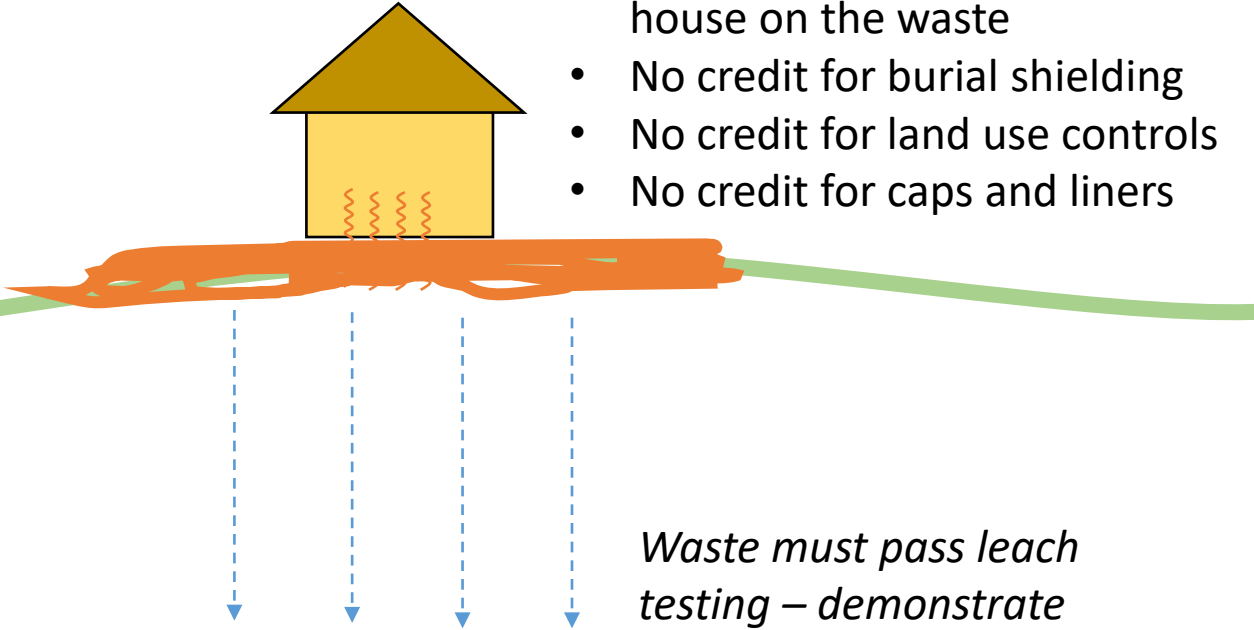 house on the waste
• No credit for burial shielding
• No credit for land use controls
• No credit for caps and liners
Waste must pass leach
testing – demonstrate